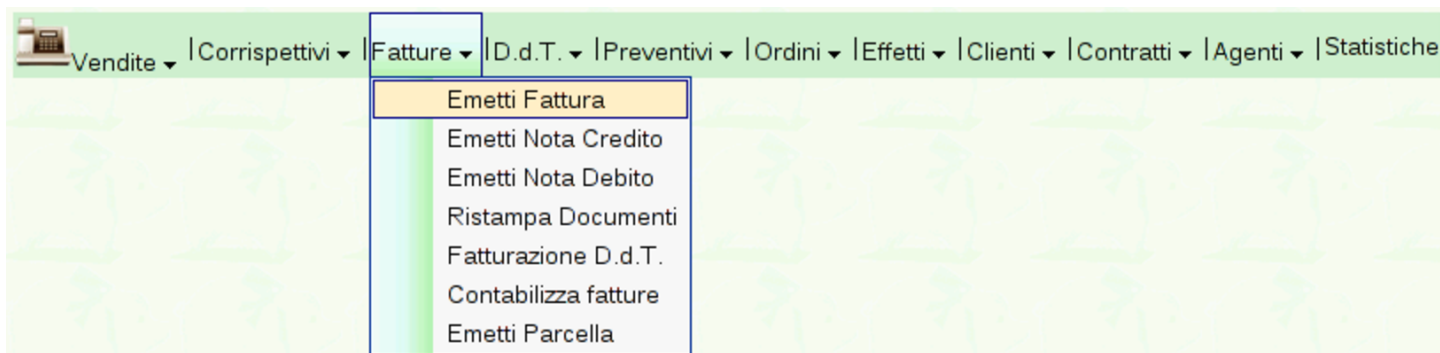 Vendite |Corrispettivi |Fatture |D.d.T. |Preventivi |Ordini |Effetti |Clienti |Contratti |Agenti |Statistiche
Emetti Fattura
Emetti Nota Credito
Emetti Nota Debito
Ristampa Documenti
Fatturazione D.d.T.
Contabilizza fatture
Emetti Parcella